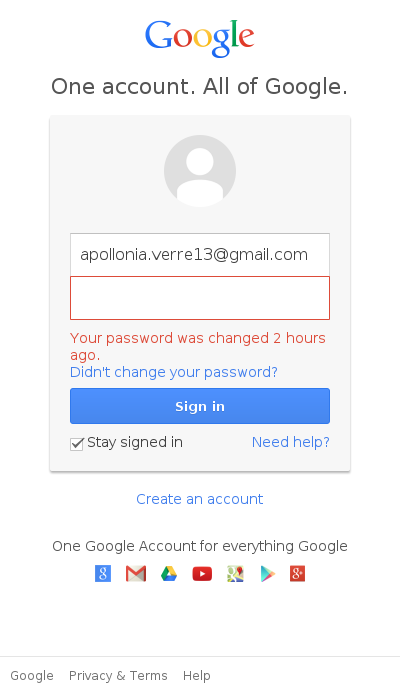 Google
One account. All of Google.
apollonia.verre13@gmail.com
Your password was changed 2 hours
ago.
Didn't change your password?
Sign in
Stay signed in Need help?
Create an account
One Google Account for everything Google
Google Privacy & Terms Help